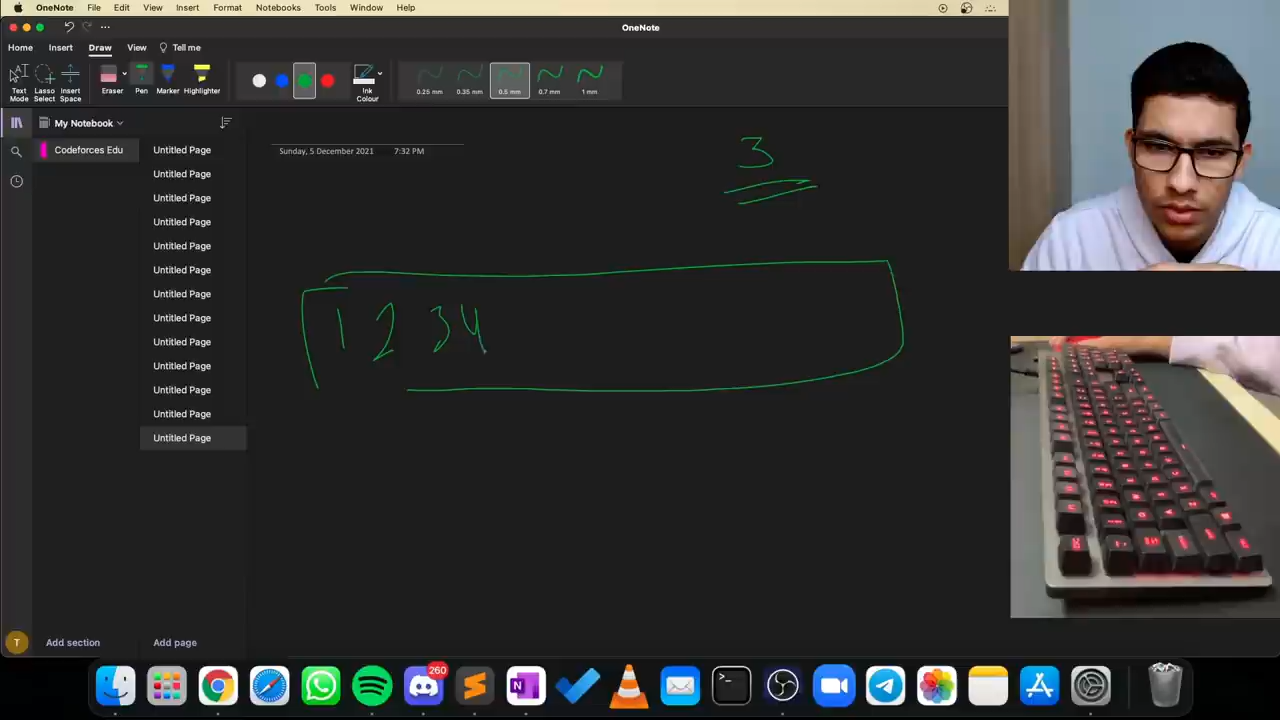 OneNote File Edit View Insert Format Notebooks Tools Window Help
OneNote
Home Insert Draw View Tell me
Text Mode Lasso Select Insert Space Eraser Pen Marker Highlighter Ink Colour 0.25 mm 0.35 mm 0.5 mm 0.7 mm 1 mm
My Notebook
Codeforces Edu
Untitled Page
Untitled Page
Untitled Page
Untitled Page
Untitled Page
Untitled Page
Untitled Page
Untitled Page
Untitled Page
Untitled Page
Untitled Page
Untitled Page
Untitled Page
Sunday, 5 December 2021 7:32 PM
3
1 2 3 4
T Add section Add page
260